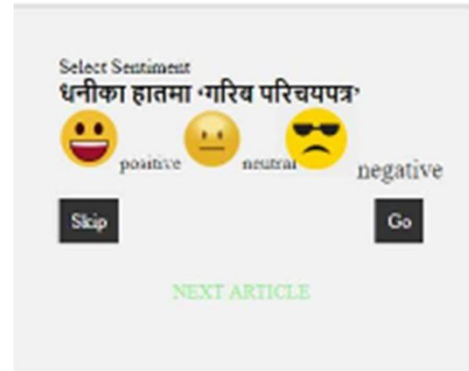 Select Sentiment
धनीका हातमा ‘गरिब परिचयपत्र’
positive neutral negative
Skip Go
NEXT ARTICLE